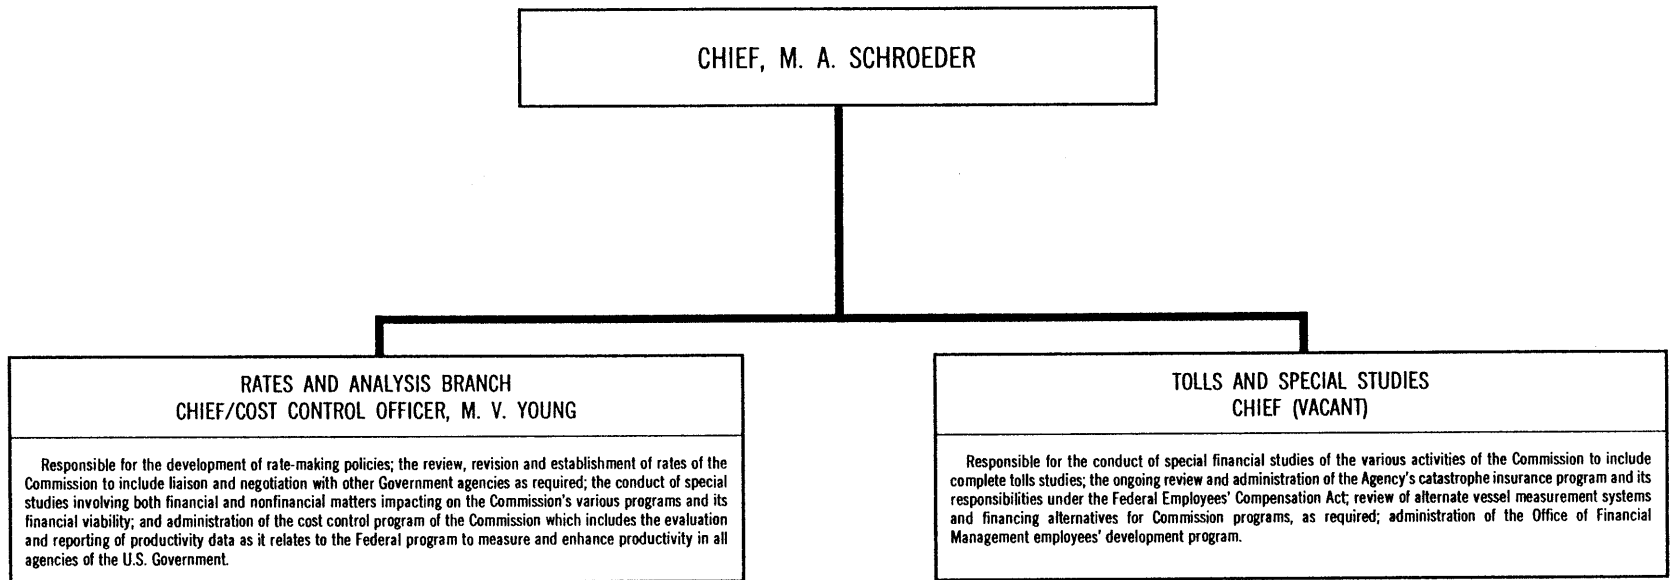 CHIEF, M. A. SCHROEDER
RATES AND ANALYSIS BRANCH
CHIEF/COST CONTROL OFFICER, M. V. YOUNG
Responsible for the development of rate-making policies; the review, revision and establishment of rates of the
Commission to include liaison and negotiation with other Government agencies as required; the conduct of special
studies involving both financial and nonfinancial matters impacting on the Commission's various programs and its
financial viability; and administration of the cost control program of the Commission which includes the evaluation
and reporting of productivity data as it relates to the Federal program to measure and enhance productivity in all
agencies of the U.S. Government.
TOLLS AND SPECIAL STUDIES
CHIEF (VACANT)
Responsible for the conduct of special financial studies of the various activities of the Commission to include
complete tolls studies; the ongoing review and administration of the Agency's catastrophe insurance program and its
responsibilities under the Federal Employees' Compensation Act; review of alternate vessel measurement systems
and financing alternatives for Commission programs, as required; administration of the Office of Financial
Management employees' development program.